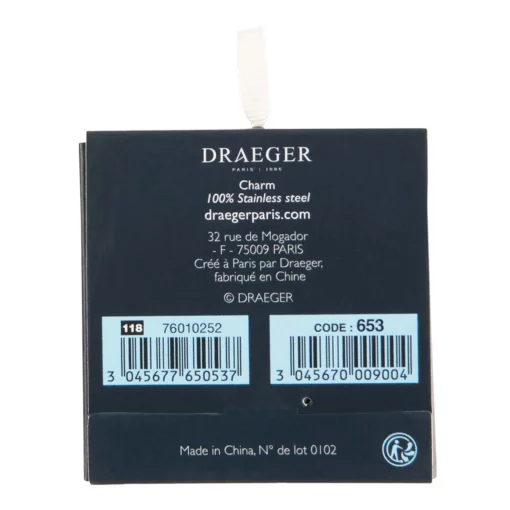 DRAEGER
PARIS | 1886
Charm
100% Stainless steel
draegerparis.com
32 rue de Mogador
- F - 75009 PARIS
Créé à Paris par Draeger,
fabriqué en Chine
© DRAEGER
118 76010252
3 045677 650537
CODE : 653
3 045670 009004
Made in China, N° de lot 0102